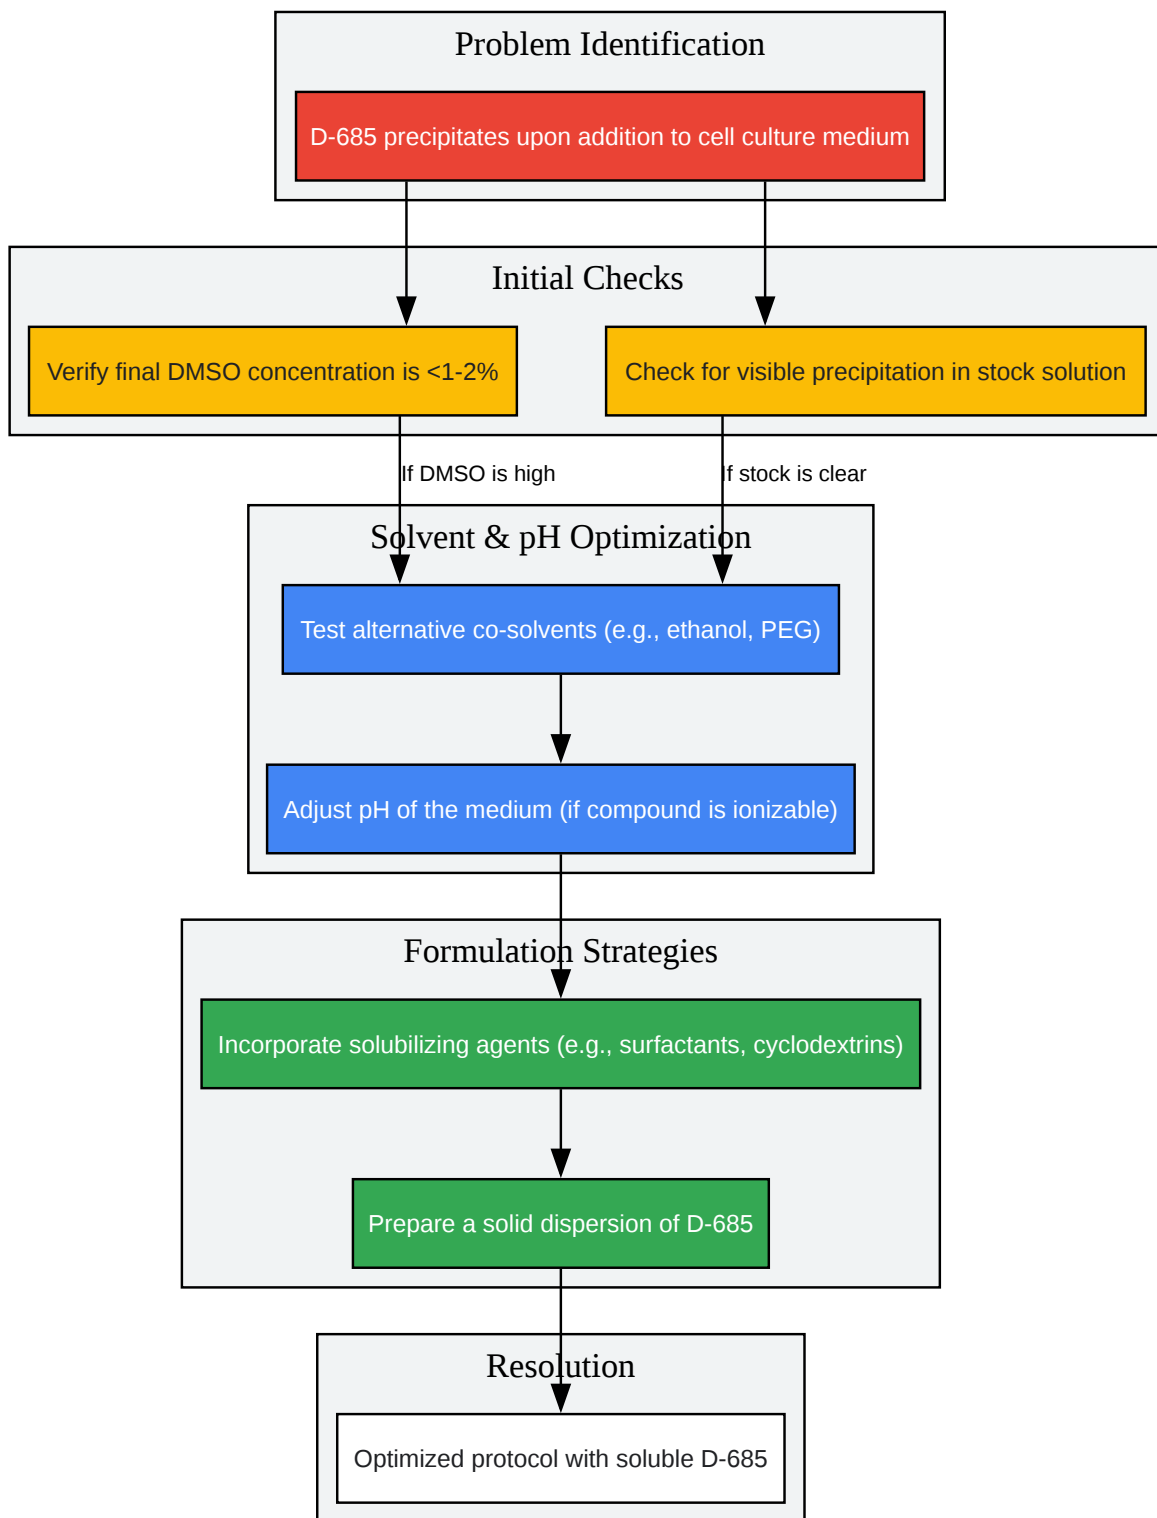 Problem Identification
D-685 precipitates upon addition to cell culture medium
Initial Checks
Verify final DMSO concentration is <1-2%
Check for visible precipitation in stock solution
If DMSO is high
If stock is clear
Solvent & pH Optimization
Test alternative co-solvents (e.g., ethanol, PEG)
Adjust pH of the medium (if compound is ionizable)
Formulation Strategies
Incorporate solubilizing agents (e.g., surfactants, cyclodextrins)
Prepare a solid dispersion of D-685
Resolution
Optimized protocol with soluble D-685